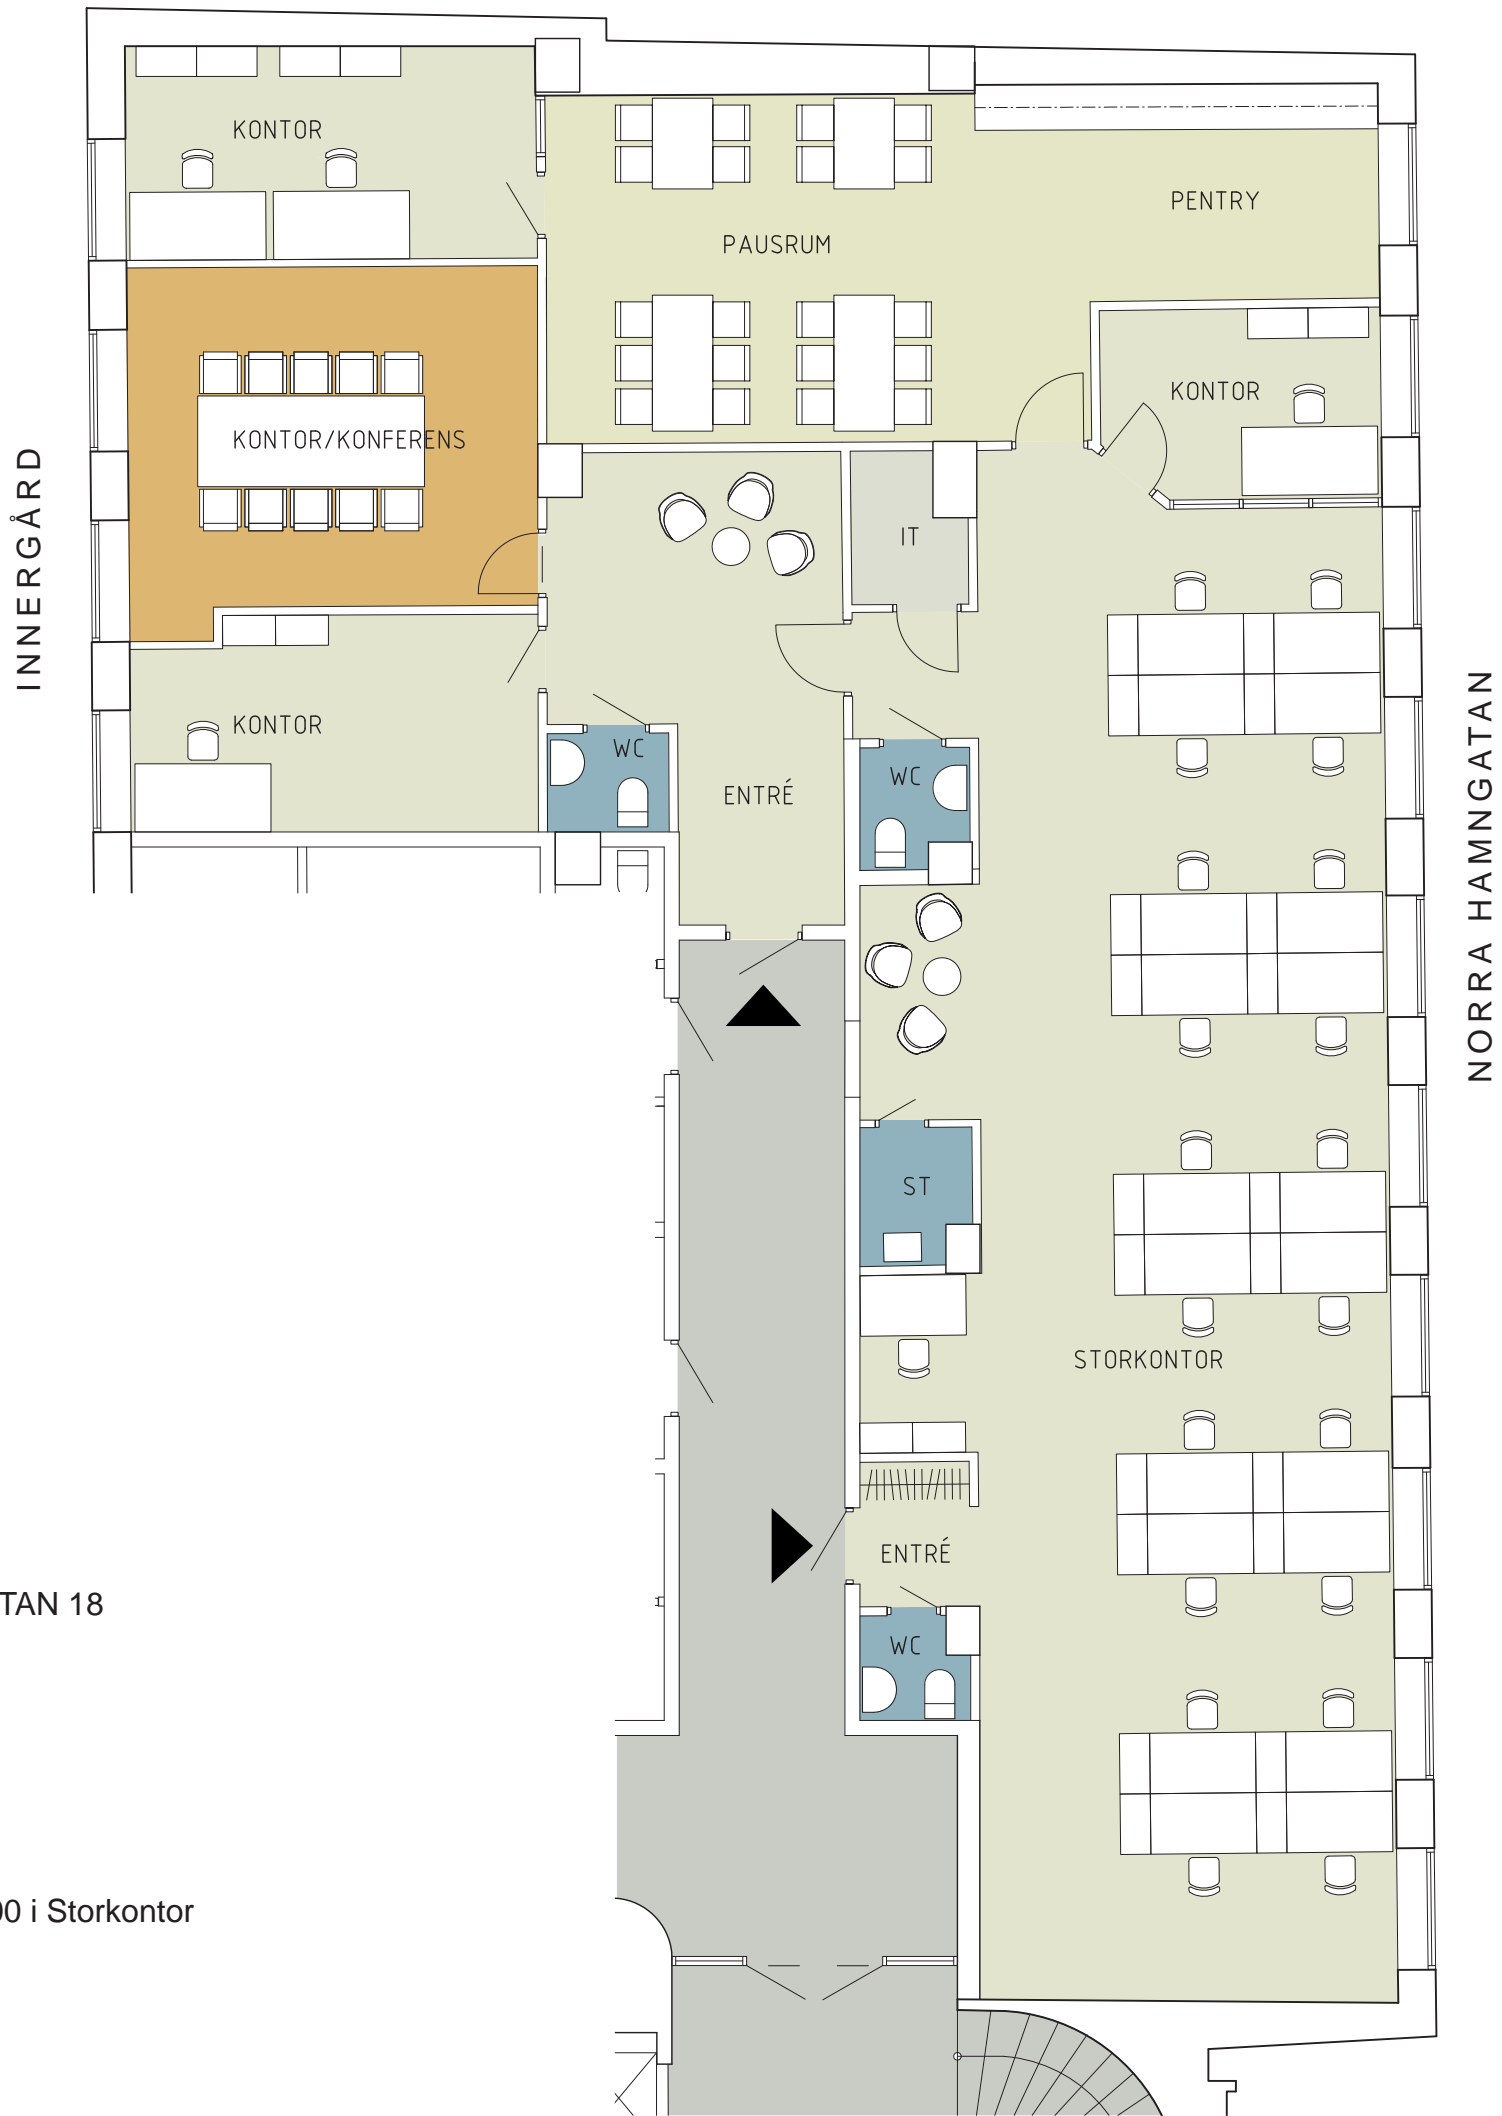 KONTOR
PENTRY
PAUSRUM
KONTOR
KONTOR/KONFERENS
INNERGÅRD
IT
KONTOR
WC
WC
ENTRÉ
NORRA HAMNGATAN
ST
STORKONTOR
ENTRÉ
TAN 18
WC
00 i Storkontor